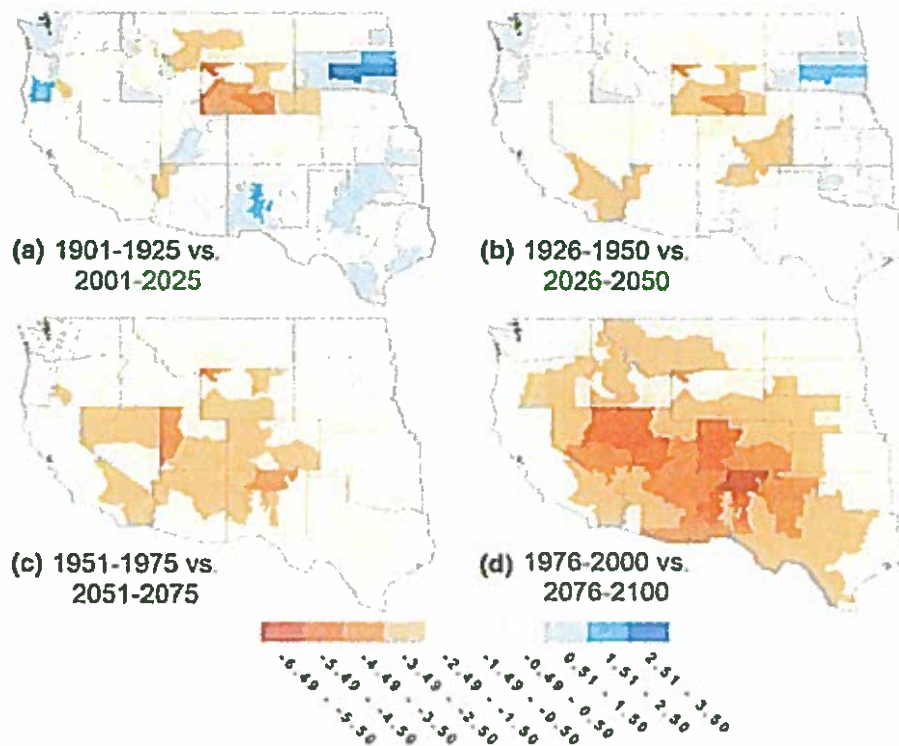 (a) 1901-1925 vs.
2001-2025
(b) 1926-1950 vs
2026-2050
(c) 1951-1975 vs.
2051-2075
(d) 1976-2000 vs.
2076-2100
-6.49 - -5.50
-5.49 - -4.50
-4.49 - -3.50
-3.49 - -2.50
-2.49 - -1.50
-1.49 - -0.50
-0.49 - 0.50
0.51 - 1.50
1.51 - 2.50
2.51 - 3.50